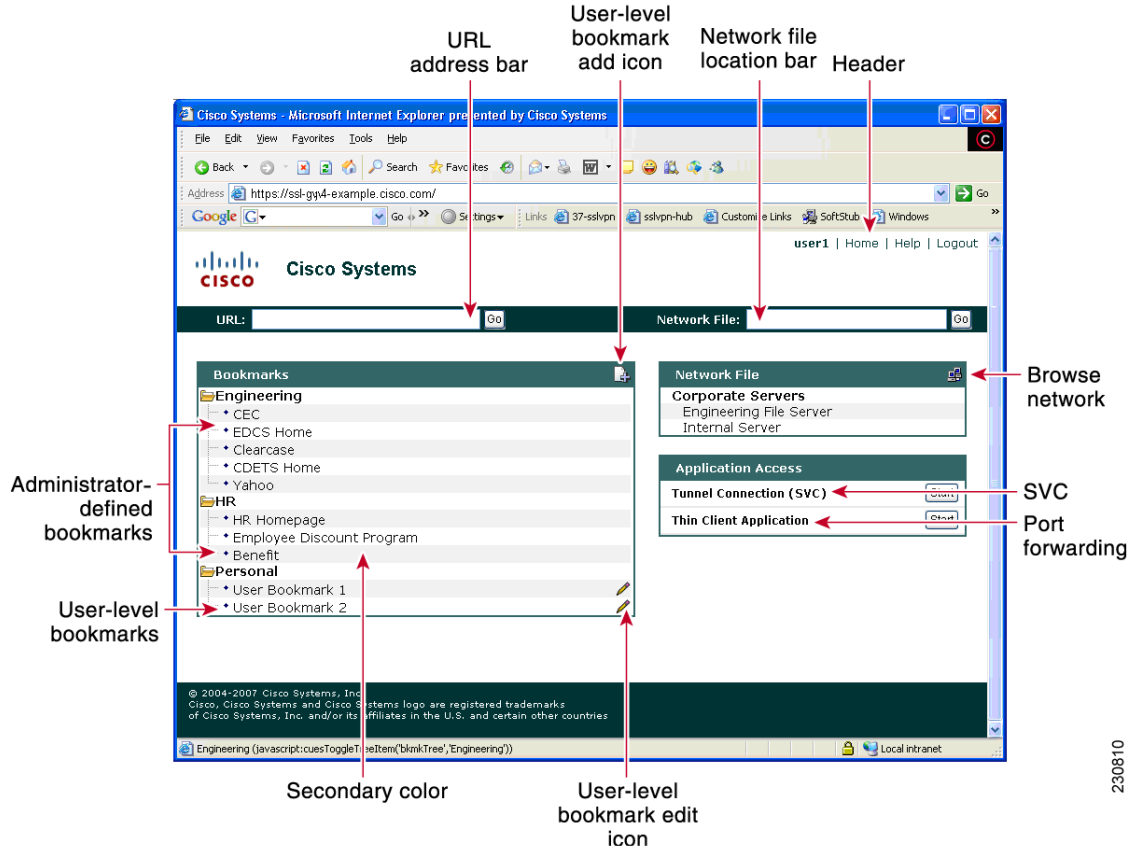 User-level
bookmark
add icon
URL
address bar
Network file
location bar
Header
Cisco Systems - Microsoft Internet Explorer presented by Cisco Systems
File Edit View Favorites Tools Help
Back Search Favorites
Address https://ssl-gw4-example.cisco.com/ Go
Google G Go Settings Links 37-sslvpn sslvpn-hub Customize Links SoftStub Windows
user1 | Home | Help | Logout
CISCO
Cisco Systems
URL: Go Network File: Go
Bookmarks
Engineering
CEC
EDCS Home
Clearcase
CDETS Home
Yahoo
HR
HR Homepage
Employee Discount Program
Benefit
Personal
User Bookmark 1
User Bookmark 2
Network File
Corporate Servers
Engineering File Server
Internal Server
Application Access
Tunnel Connection (SVC) Start
Thin Client Application Start
Browse
network
SVC
Port
forwarding
Administrator-
defined
bookmarks
User-level
bookmarks
© 2004-2007 Cisco Systems, Inc
Cisco, Cisco Systems and Cisco Systems logo are registered trademarks
of Cisco Systems, Inc. and/or its affiliates in the U.S. and certain other countries
Engineering (javascript:cuesToggleTreeItem('bkmkTree','Engineering')) Local intranet
Secondary color
User-level
bookmark edit
icon
230810